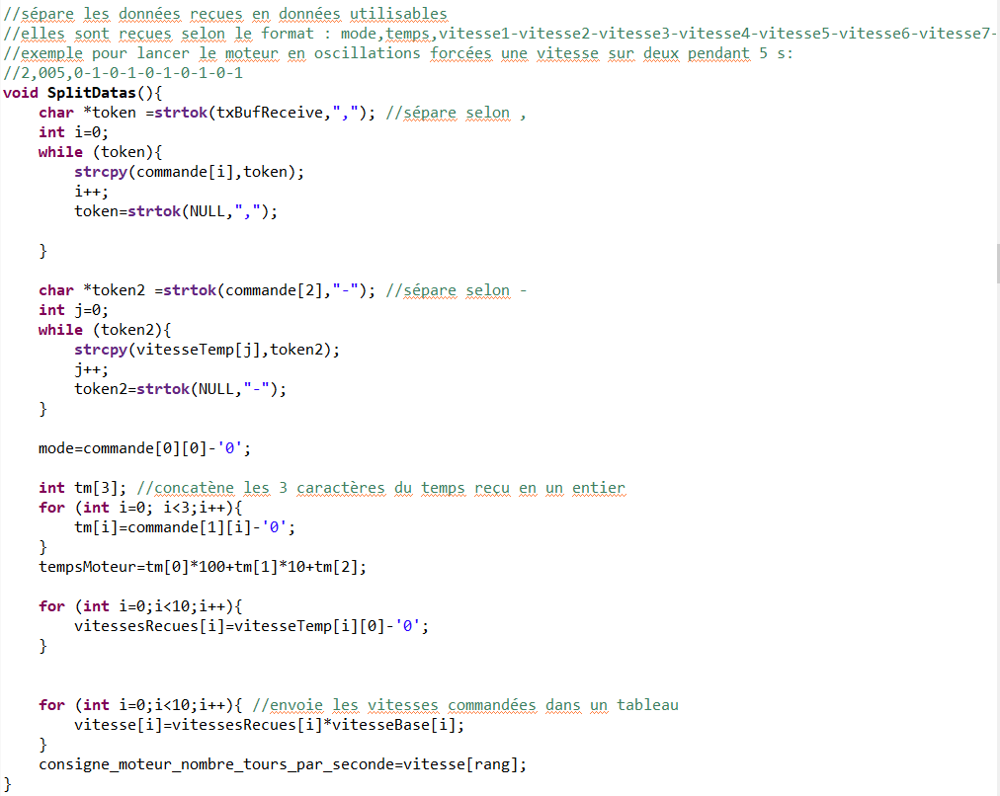 //sépare les données reçues en données utilisables
//elles sont reçues selon le format : mode,temps,vitesse1-vitesse2-vitesse3-vitesse4-vitesse5-vitesse6-vitesse7-
//exemple pour lancer le moteur en oscillations forcées une vitesse sur deux pendant 5 s:
//2,005,0-1-0-1-0-1-0-1-0-1
void SplitDatas(){
    char *token =strtok(txBufReceive,","); //sépare selon ,
    int i=0;
    while (token){
        strcpy(commande[i],token);
        i++;
        token=strtok(NULL,",");
    }
    char *token2 =strtok(commande[2],"-"); //sépare selon -
    int j=0;
    while (token2){
        strcpy(vitesseTemp[j],token2);
        j++;
        token2=strtok(NULL,"-");
    }
    mode=commande[0][0]-'0';
    int tm[3]; //concatène les 3 caractères du temps reçu en un entier
    for (int i=0; i<3;i++){
        tm[i]=commande[1][i]-'0';
    }
    tempsMoteur=tm[0]*100+tm[1]*10+tm[2];
    for (int i=0;i<10;i++){
        vitessesRecues[i]=vitesseTemp[i][0]-'0';
    }
    for (int i=0;i<10;i++){ //envoie les vitesses commandées dans un tableau
        vitesse[i]=vitessesRecues[i]*vitesseBase[i];
    }
    consigne_moteur_nombre_tours_par_seconde=vitesse[rang];
}